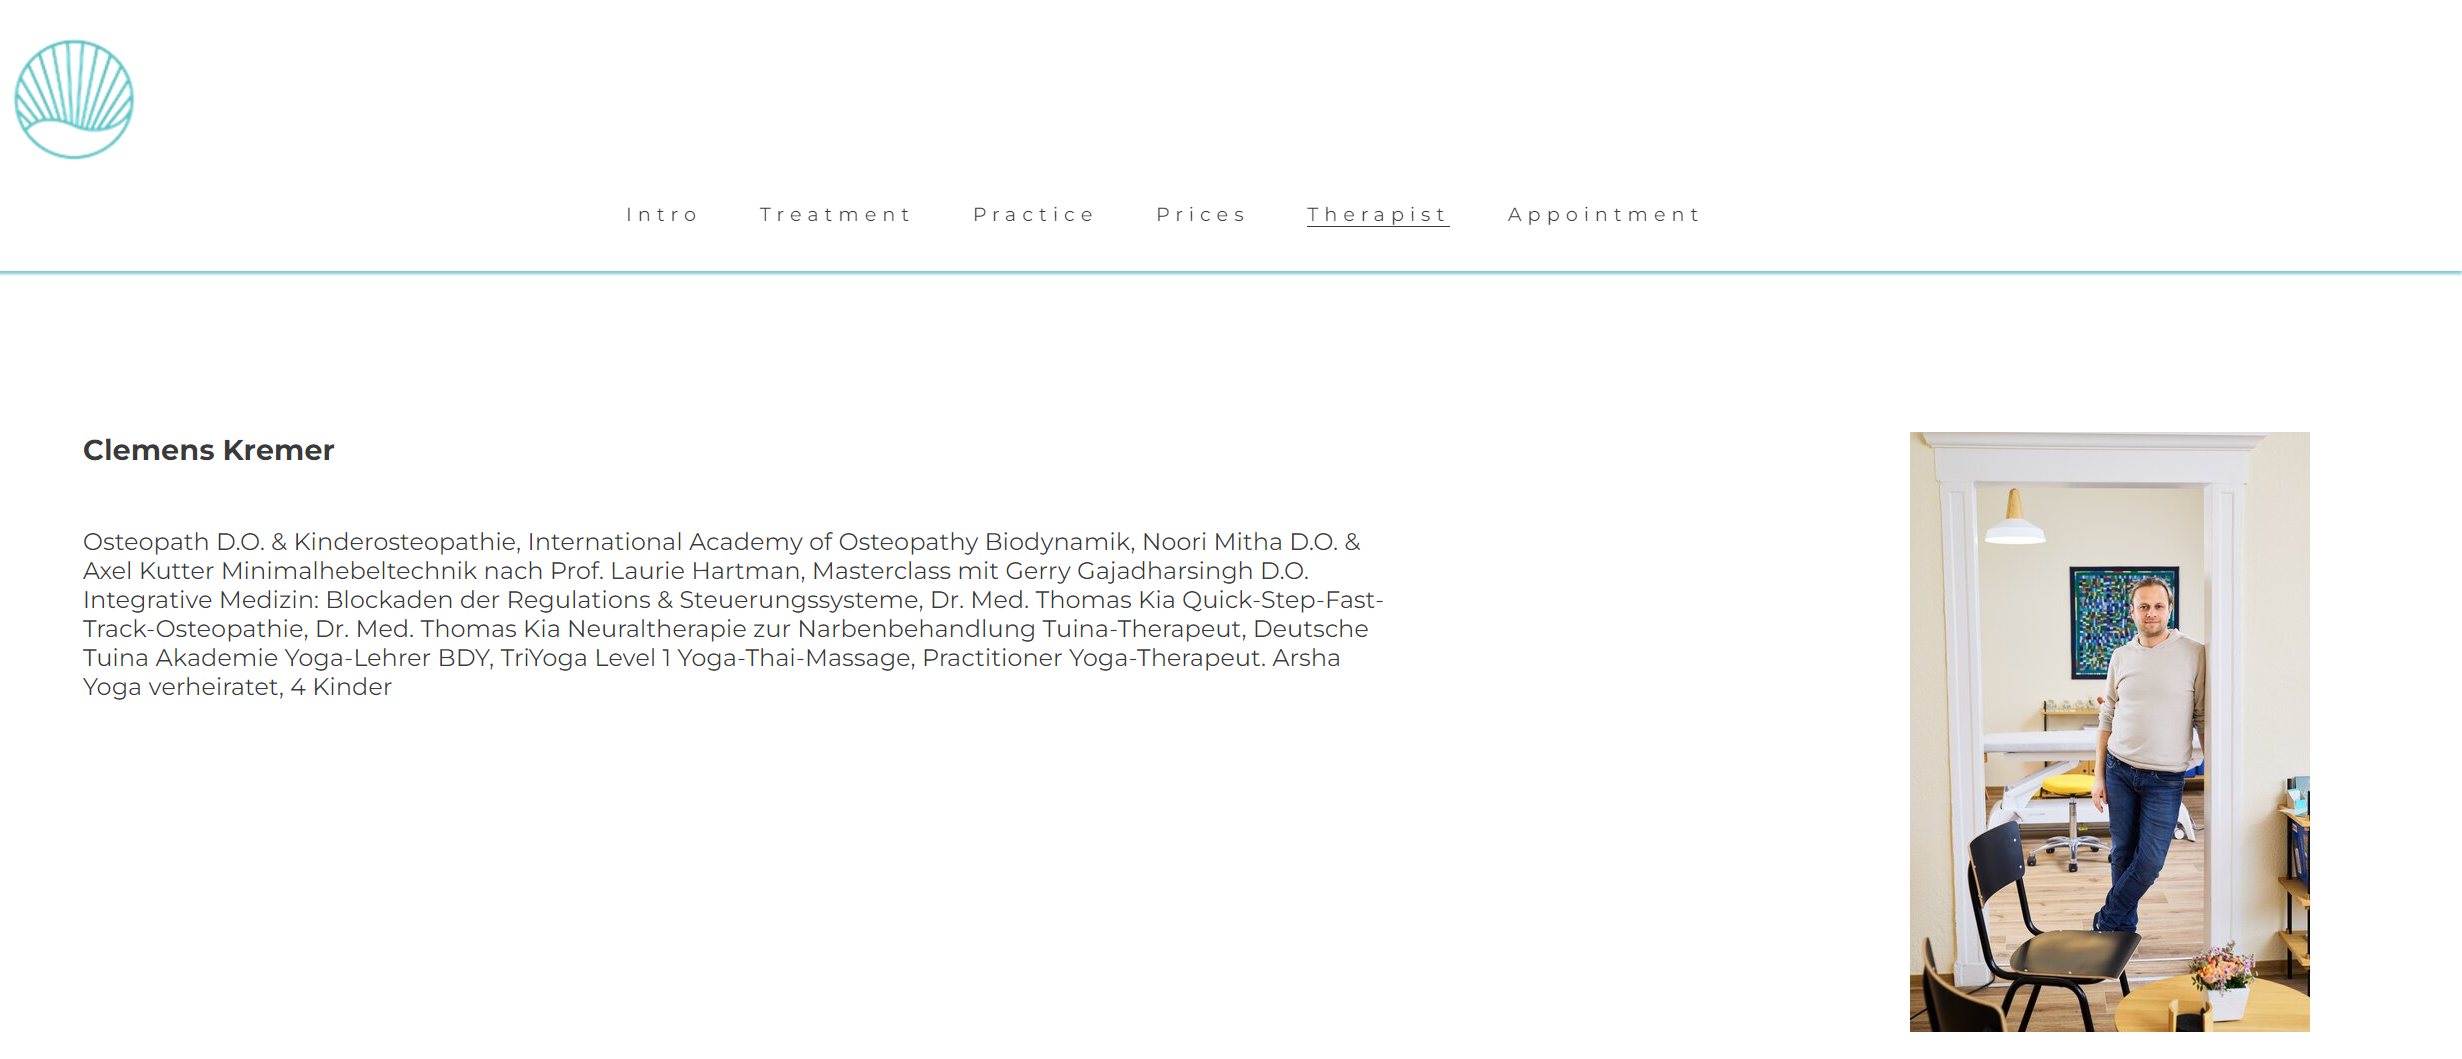 Intro Treatment Practice Prices Therapist Appointment
Clemens Kremer
Osteopath D.O. & Kinderosteopathie, International Academy of Osteopathy Biodynamik, Noori Mitha D.O. &
Axel Kutter Minimalhebeltechnik nach Prof. Laurie Hartman, Masterclass mit Gerry Gajadharsingh D.O.
Integrative Medizin: Blockaden der Regulations & Steuerungssysteme, Dr. Med. Thomas Kia Quick-Step-Fast-
Track-Osteopathie, Dr. Med. Thomas Kia Neuraltherapie zur Narbenbehandlung Tuina-Therapeut, Deutsche
Tuina Akademie Yoga-Lehrer BDY, TriYoga Level 1 Yoga-Thai-Massage, Practitioner Yoga-Therapeut. Arsha
Yoga verheiratet, 4 Kinder